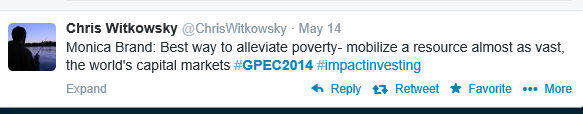 Chris Witkowsky @ChrisWitkowsky · May 14
Monica Brand: Best way to alleviate poverty- mobilize a resource almost as vast,
the world's capital markets #GPEC2014 #impactinvesting
Expand Reply Retweet Favorite More